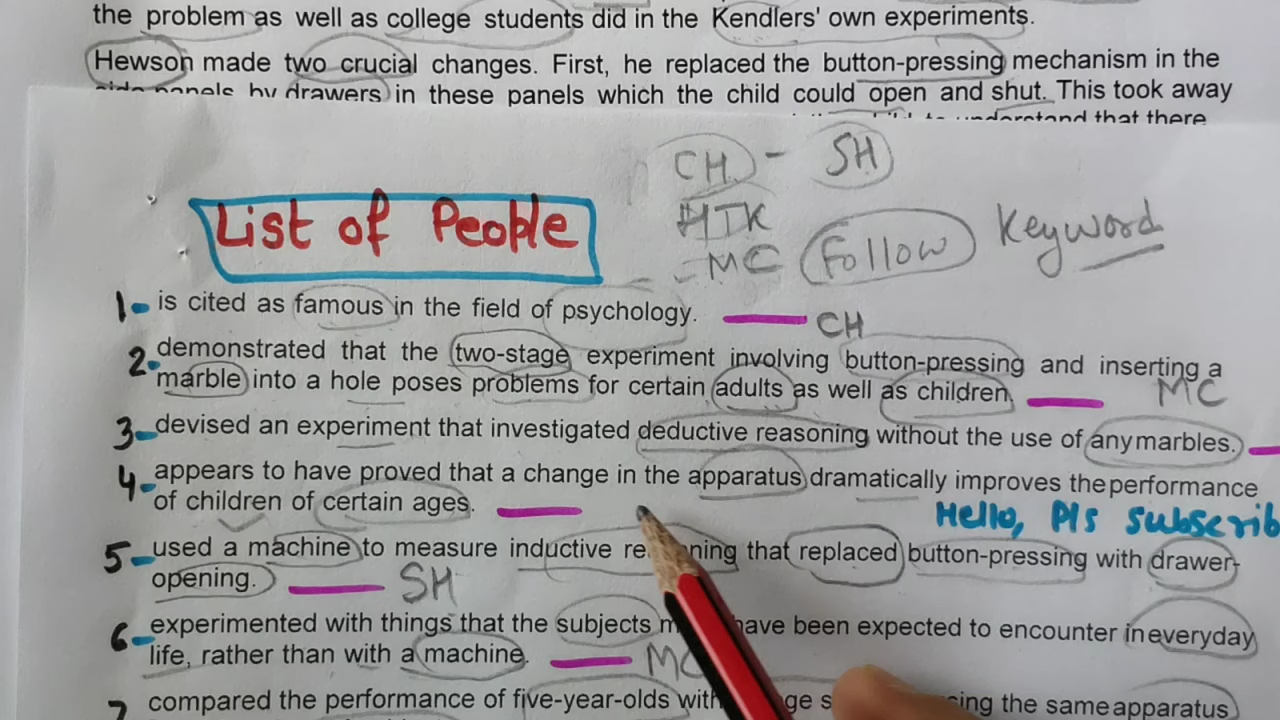 the problem as well as college students did in the Kendlers' own experiments.
Hewson made two crucial changes. First, he replaced the button-pressing mechanism in the
side panels by drawers in these panels which the child could open and shut. This took away
to understand that there
CH - SH
List of People
HTK
MC Follow Keyword
1- is cited as famous in the field of psychology. CH
2- demonstrated that the two-stage experiment involving button-pressing and inserting a
marble into a hole poses problems for certain adults as well as children. MC
3- devised an experiment that investigated deductive reasoning without the use of any marbles.
4- appears to have proved that a change in the apparatus dramatically improves the performance
of children of certain ages.
Hello, Pls subscrib
5- used a machine to measure inductive that replaced button-pressing with drawer-
opening. SH
6- experimented with things that the subjects have been expected to encounter in everyday
life, rather than with a machine. MC
7 compared the performance of five-year-olds with the same apparatus